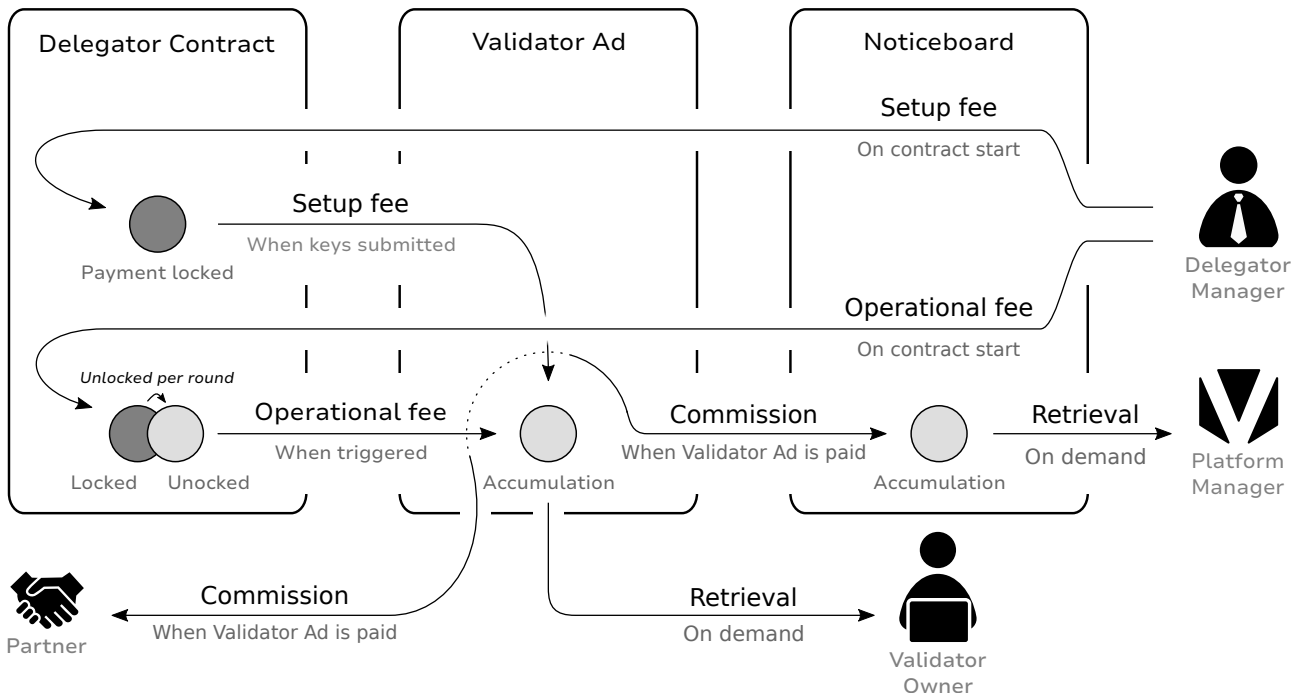 Delegator Contract
Validator Ad
Noticeboard
Setup fee
On contract start
Setup fee
When keys submitted
Payment locked
Delegator
Manager
Operational fee
On contract start
Unlocked per round
Operational fee
When triggered
Locked
Unocked
Accumulation
Commission
When Validator Ad is paid
Accumulation
Retrieval
On demand
Platform
Manager
Commission
When Validator Ad is paid
Partner
Retrieval
On demand
Validator
Owner